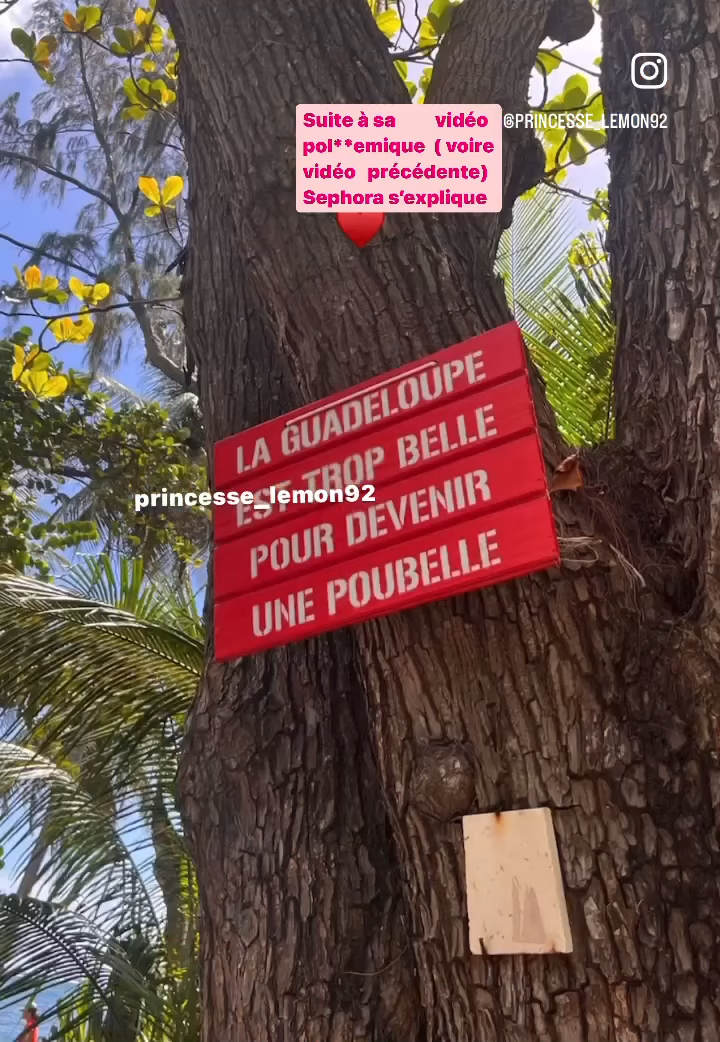 Suite à sa vidéo
pol**emique ( voire
vidéo précédente)
Sephora s'explique
@PRINCESSE_LEMON92
LA GUADELOUPE
EST TROP BELLE
princesse_lemon92
POUR DEVENIR
UNE POUBELLE